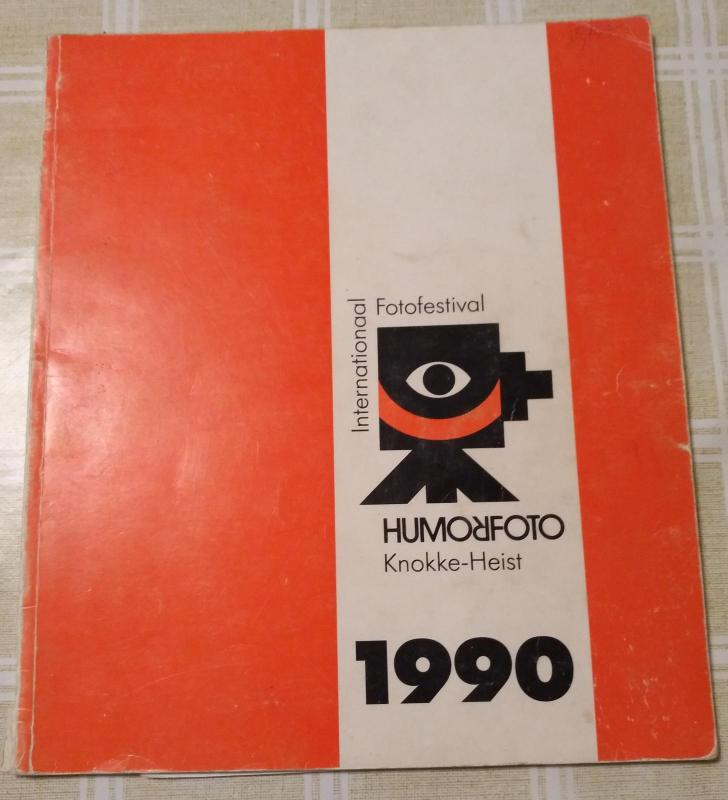 Internationaal
Fotofestival
HUMORFOTO
Knokke-Heist
1990